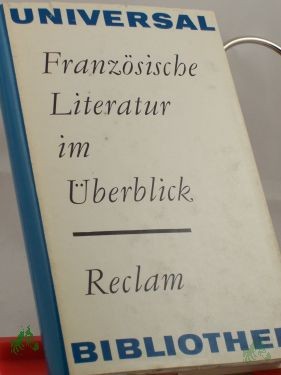 UNIVERSAL
Französische
Literatur
im
Überblick
Reclam
BIBLIOTHEK